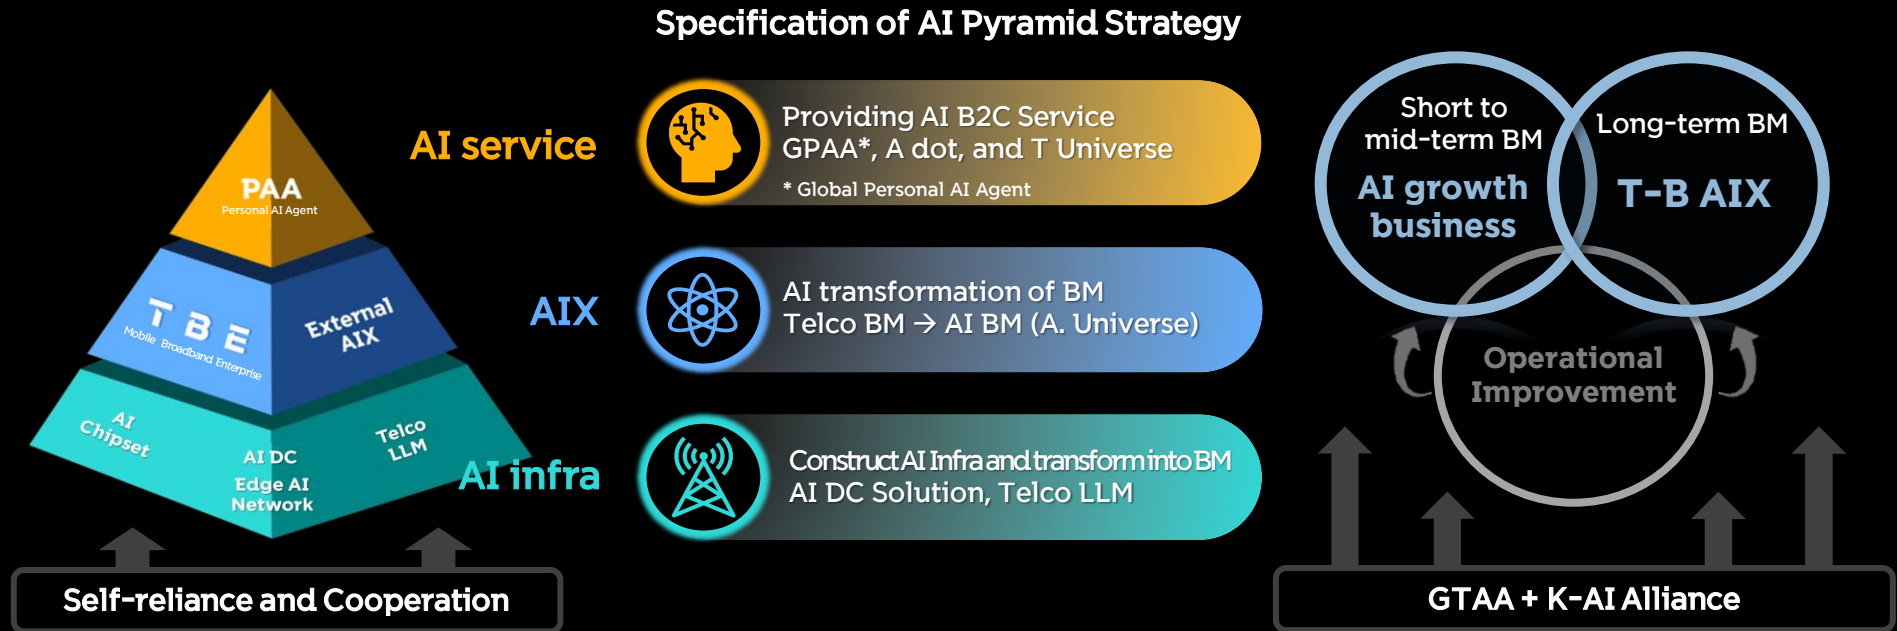 Specification of AI Pyramid Strategy
PAA
Personal AI Agent
T B E
Mobile Broadband Enterprise
External
AIX
AI
Chipset
AI DC
Edge AI
Network
Telco
LLM
Self-reliance and Cooperation
AI service
Providing AI B2C Service
GPAA*, A dot, and T Universe
* Global Personal AI Agent
AIX
AI transformation of BM
Telco BM → AI BM (A. Universe)
AI infra
Construct AI Infra and transform into BM
AI DC Solution, Telco LLM
Short to
mid-term BM
AI growth
business
Long-term BM
T-B AIX
Operational
Improvement
GTAA + K-AI Alliance